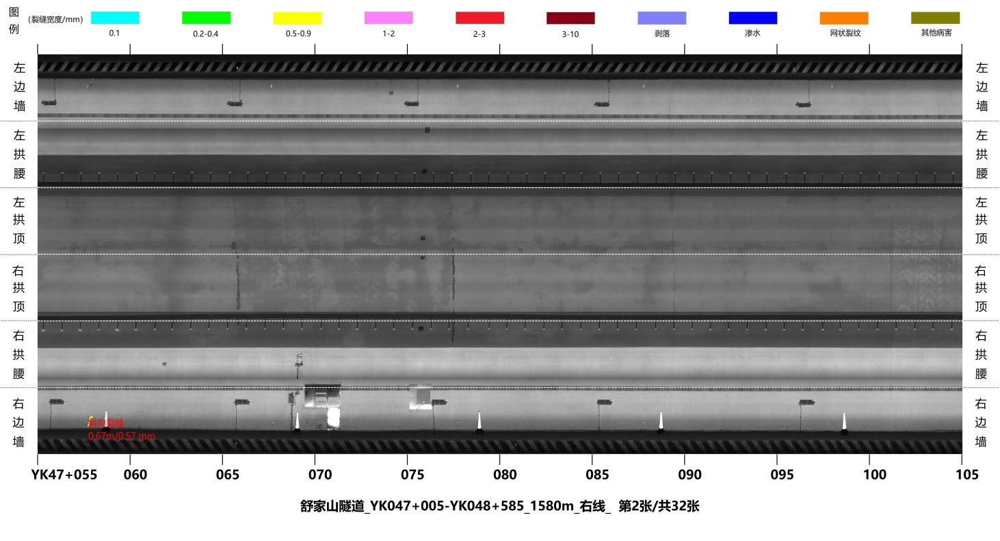 图例
(裂缝宽度/mm)
0.1
0.2-0.4
0.5-0.9
1-2
2-3
3-10
剥落
渗水
网状裂纹
其他病害
左边墙
左边墙
左拱腰
左拱腰
左拱顶
左拱顶
右拱顶
右拱顶
右拱腰
右拱腰
右边墙
右边墙
斜向裂缝
0.67m/0.57 mm
YK47+055 060 065 070 075 080 085 090 095 100 105
舒家山隧道_YK047+005-YK048+585_1580m_右线_ 第2张/共32张